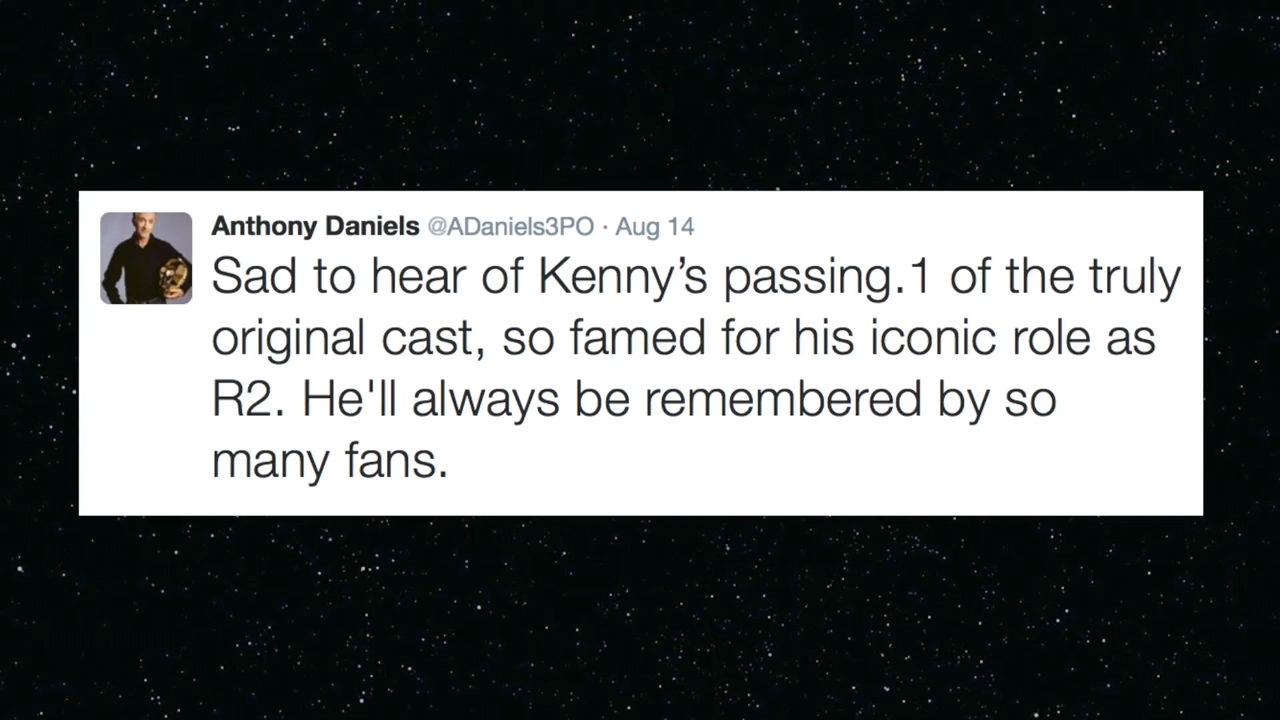 Anthony Daniels @ADaniels3PO · Aug 14
Sad to hear of Kenny’s passing.1 of the truly
original cast, so famed for his iconic role as
R2. He'll always be remembered by so
many fans.